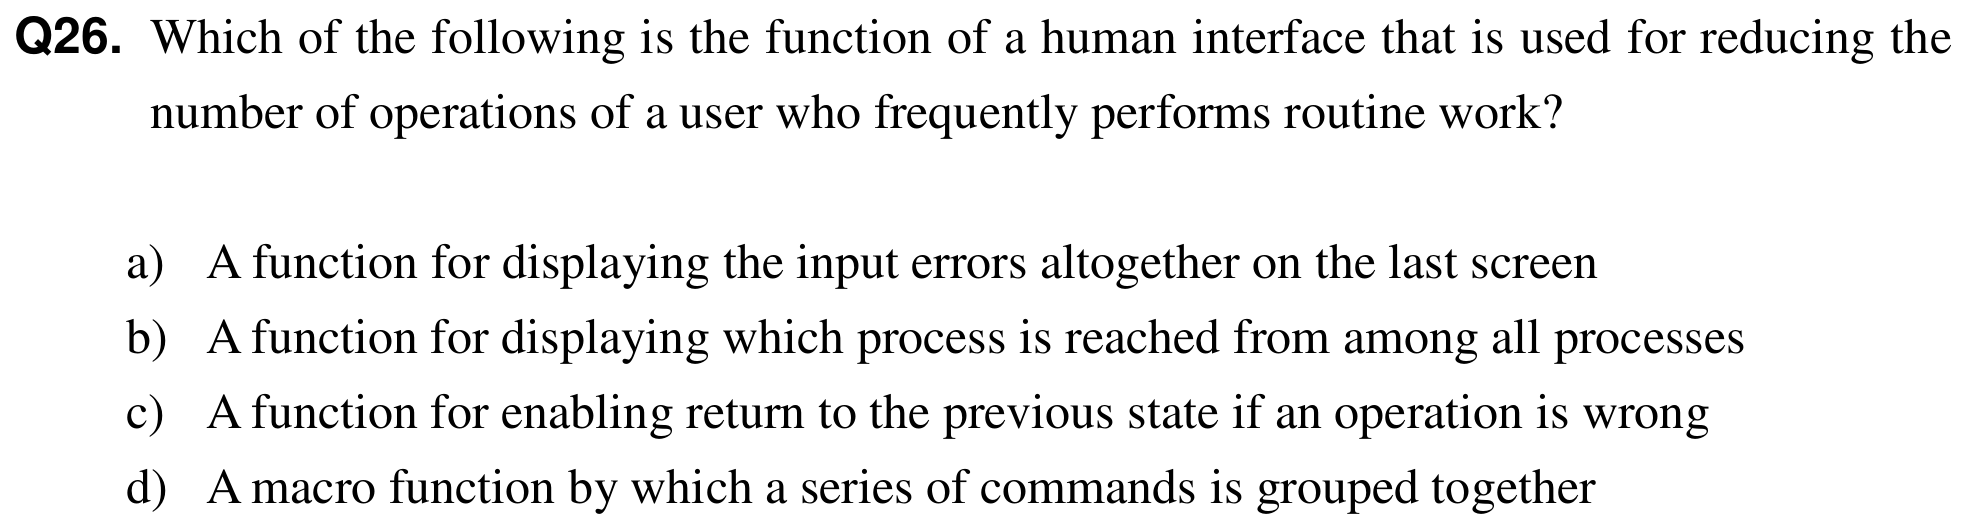 Q26. Which of the following is the function of a human interface that is used for reducing the
number of operations of a user who frequently performs routine work?
a) A function for displaying the input errors altogether on the last screen
b) A function for displaying which process is reached from among all processes
c) A function for enabling return to the previous state if an operation is wrong
d) A macro function by which a series of commands is grouped together